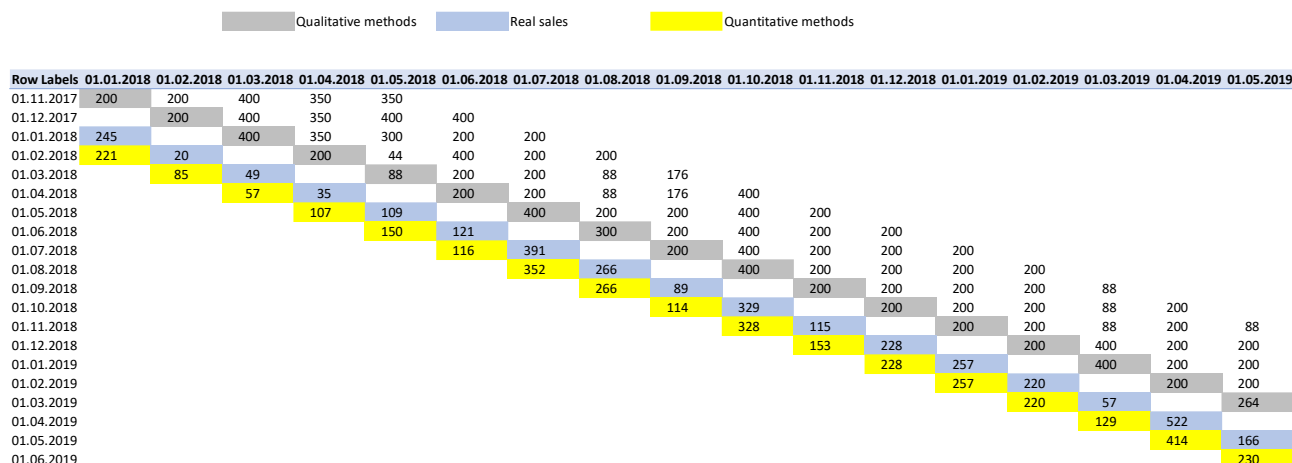 Qualitative methods Real sales Quantitative methods
Row Labels 01.01.2018 01.02.2018 01.03.2018 01.04.2018 01.05.2018 01.06.2018 01.07.2018 01.08.2018 01.09.2018 01.10.2018 01.11.2018 01.12.2018 01.01.2019 01.02.2019 01.03.2019 01.04.2019 01.05.2019
01.11.2017 200 200 400 350 350
01.12.2017 200 400 350 400 400
01.01.2018 245 400 350 300 200 200
01.02.2018 221 20 200 44 400 200 200
01.03.2018 85 49 88 200 200 88 176
01.04.2018 57 35 200 200 88 176 400
01.05.2018 107 109 400 200 200 400 200
01.06.2018 150 121 300 200 400 200 200
01.07.2018 116 391 200 400 200 200 200
01.08.2018 352 266 400 200 200 200 200
01.09.2018 266 89 200 200 200 200 88
01.10.2018 114 329 200 200 200 88 200
01.11.2018 328 115 200 200 88 200 88
01.12.2018 153 228 200 400 200 200
01.01.2019 228 257 400 200 200
01.02.2019 257 220 200 200
01.03.2019 220 57 264
01.04.2019 129 522
01.05.2019 414 166
01.06.2019 230